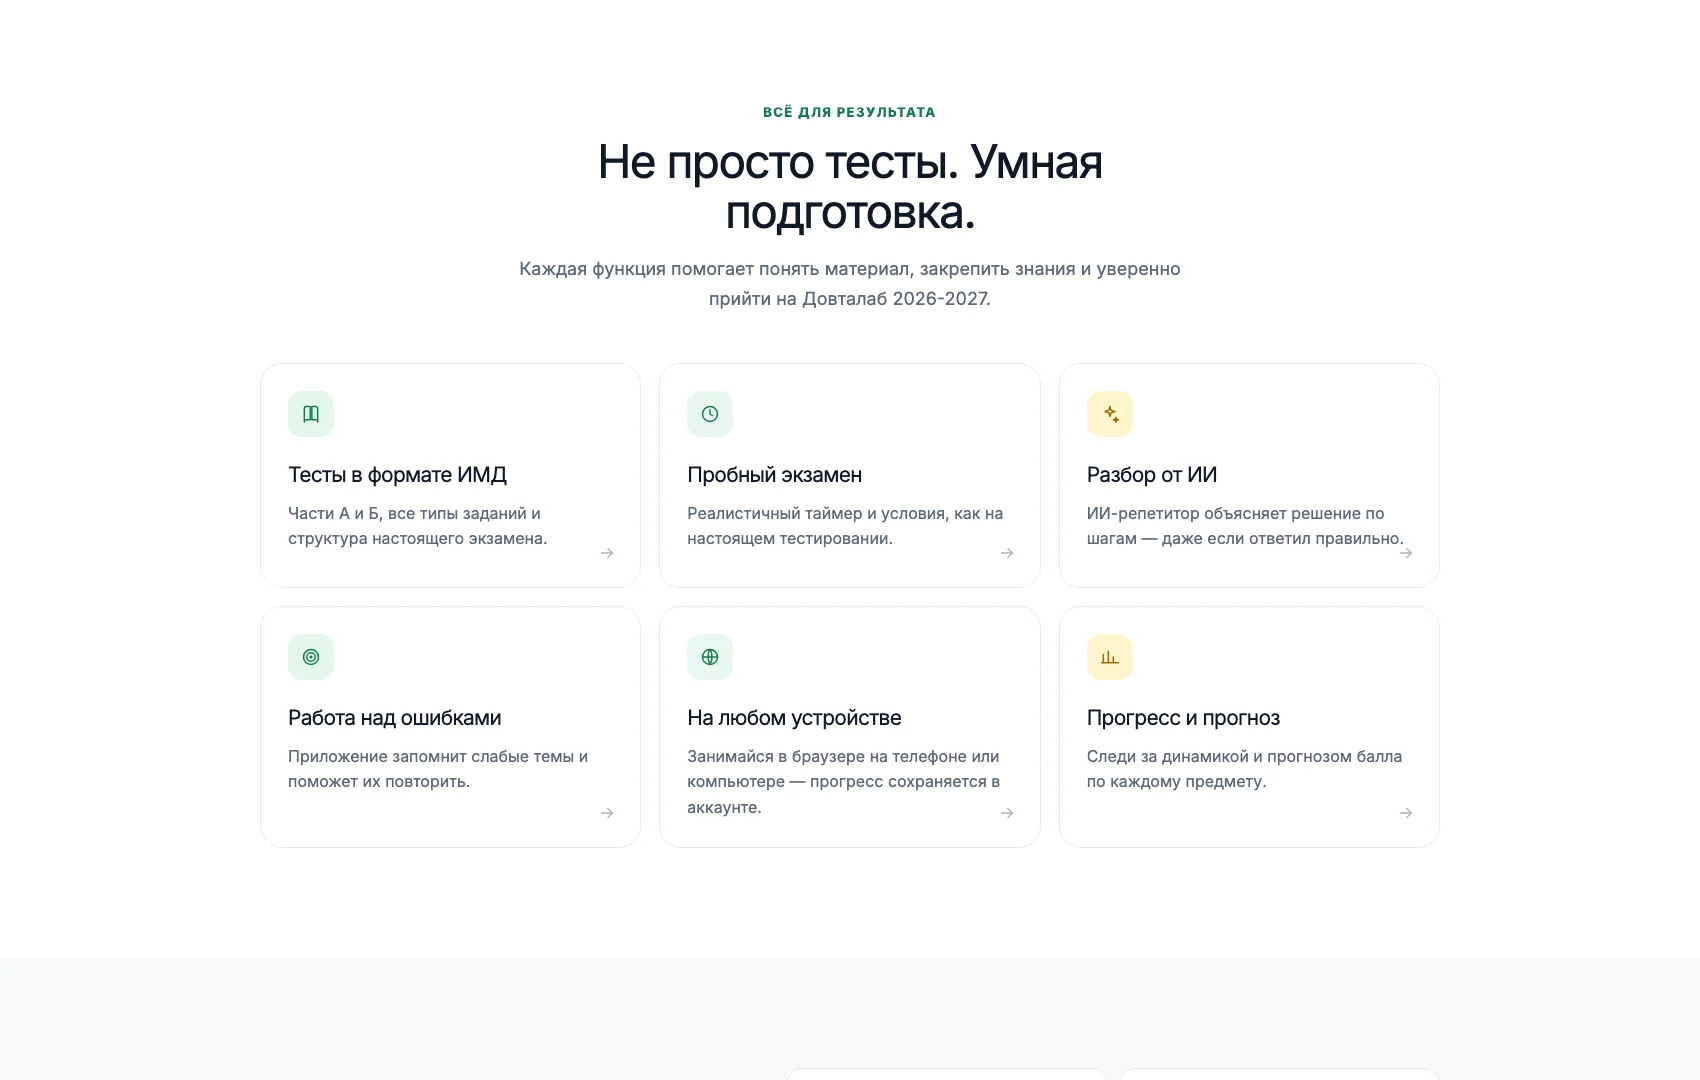 ВСЁ ДЛЯ РЕЗУЛЬТАТА
Не просто тесты. Умная
подготовка.
Каждая функция помогает понять материал, закрепить знания и уверенно
прийти на Довталаб 2026-2027.
Тесты в формате ИМД
Части А и Б, все типы заданий и
структура настоящего экзамена.
Пробный экзамен
Реалистичный таймер и условия, как на
настоящем тестировании.
Разбор от ИИ
ИИ-репетитор объясняет решение по
шагам — даже если ответил правильно.
Работа над ошибками
Приложение запомнит слабые темы и
поможет их повторить.
На любом устройстве
Занимайся в браузере на телефоне или
компьютере — прогресс сохраняется в
аккаунте.
Прогресс и прогноз
Следи за динамикой и прогнозом балла
по каждому предмету.